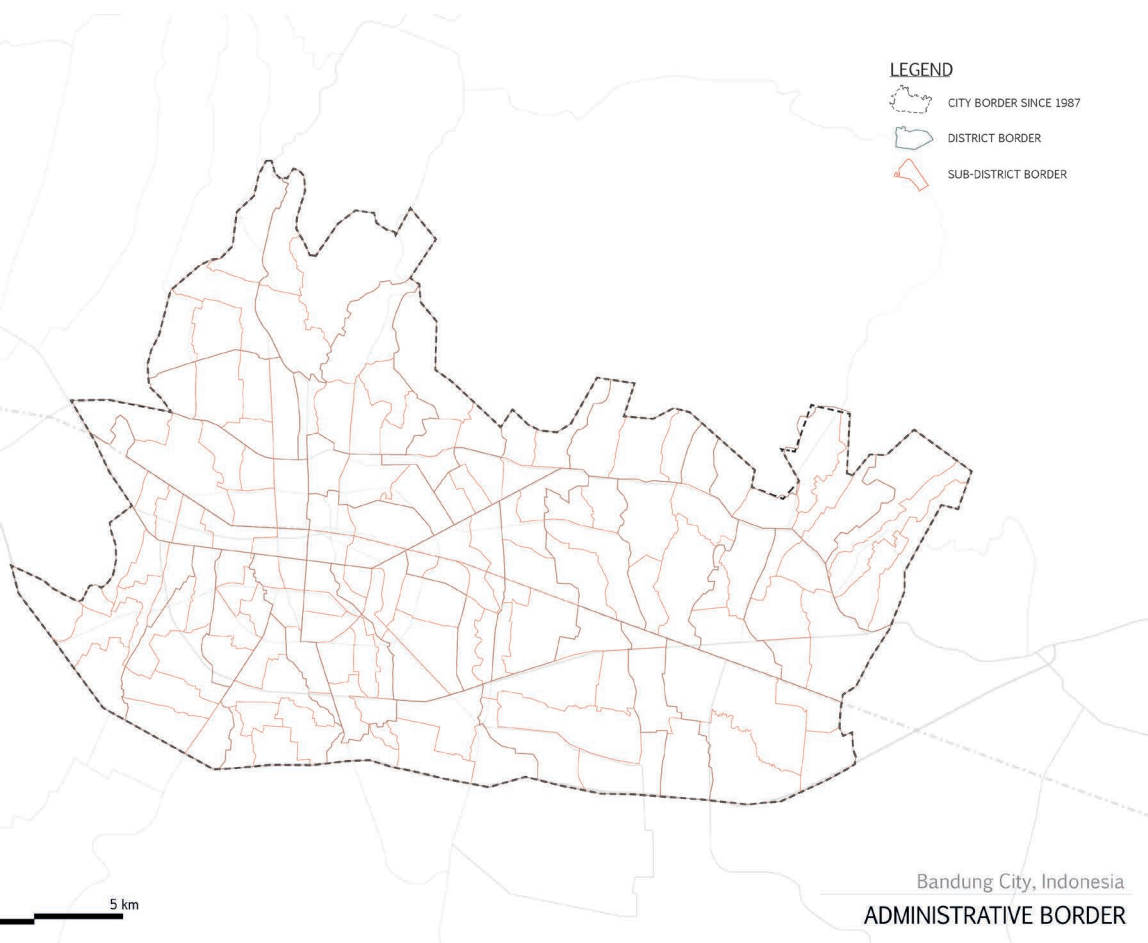 LEGEND
CITY BORDER SINCE 1987
DISTRICT BORDER
SUB-DISTRICT BORDER
5 km
Bandung City, Indonesia
ADMINISTRATIVE BORDER